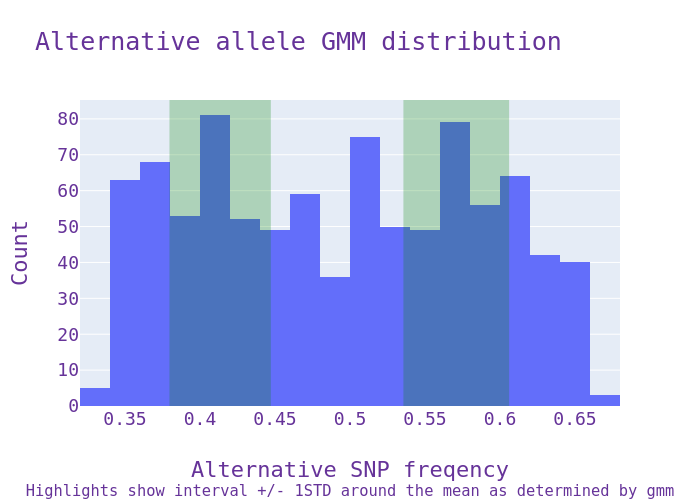 Alternative allele GMM distribution
80
70
60
50
40
30
20
10
0
Count
0.35 0.4 0.45 0.5 0.55 0.6 0.65
Alternative SNP freqency
Highlights show interval +/- 1STD around the mean as determined by gmm